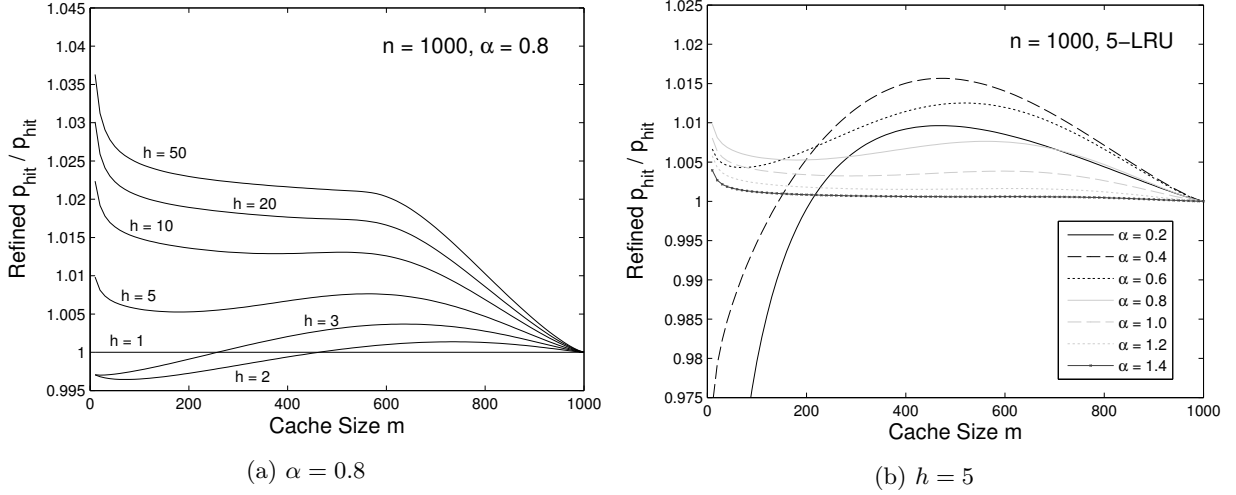 1.045
1.04
1.035
1.03
1.025
1.02
1.015
1.01
1.005
1
0.995
0
200
400
600
800
1000
Refined p_hit / p_hit
Cache Size m
n = 1000, α = 0.8
h = 50
h = 20
h = 10
h = 5
h = 3
h = 1
h = 2
(a) α = 0.8
1.025
1.02
1.015
1.01
1.005
1
0.995
0.99
0.985
0.98
0.975
0
200
400
600
800
1000
Refined p_hit / p_hit
Cache Size m
n = 1000, 5−LRU
α = 0.2
α = 0.4
α = 0.6
α = 0.8
α = 1.0
α = 1.2
α = 1.4
(b) h = 5